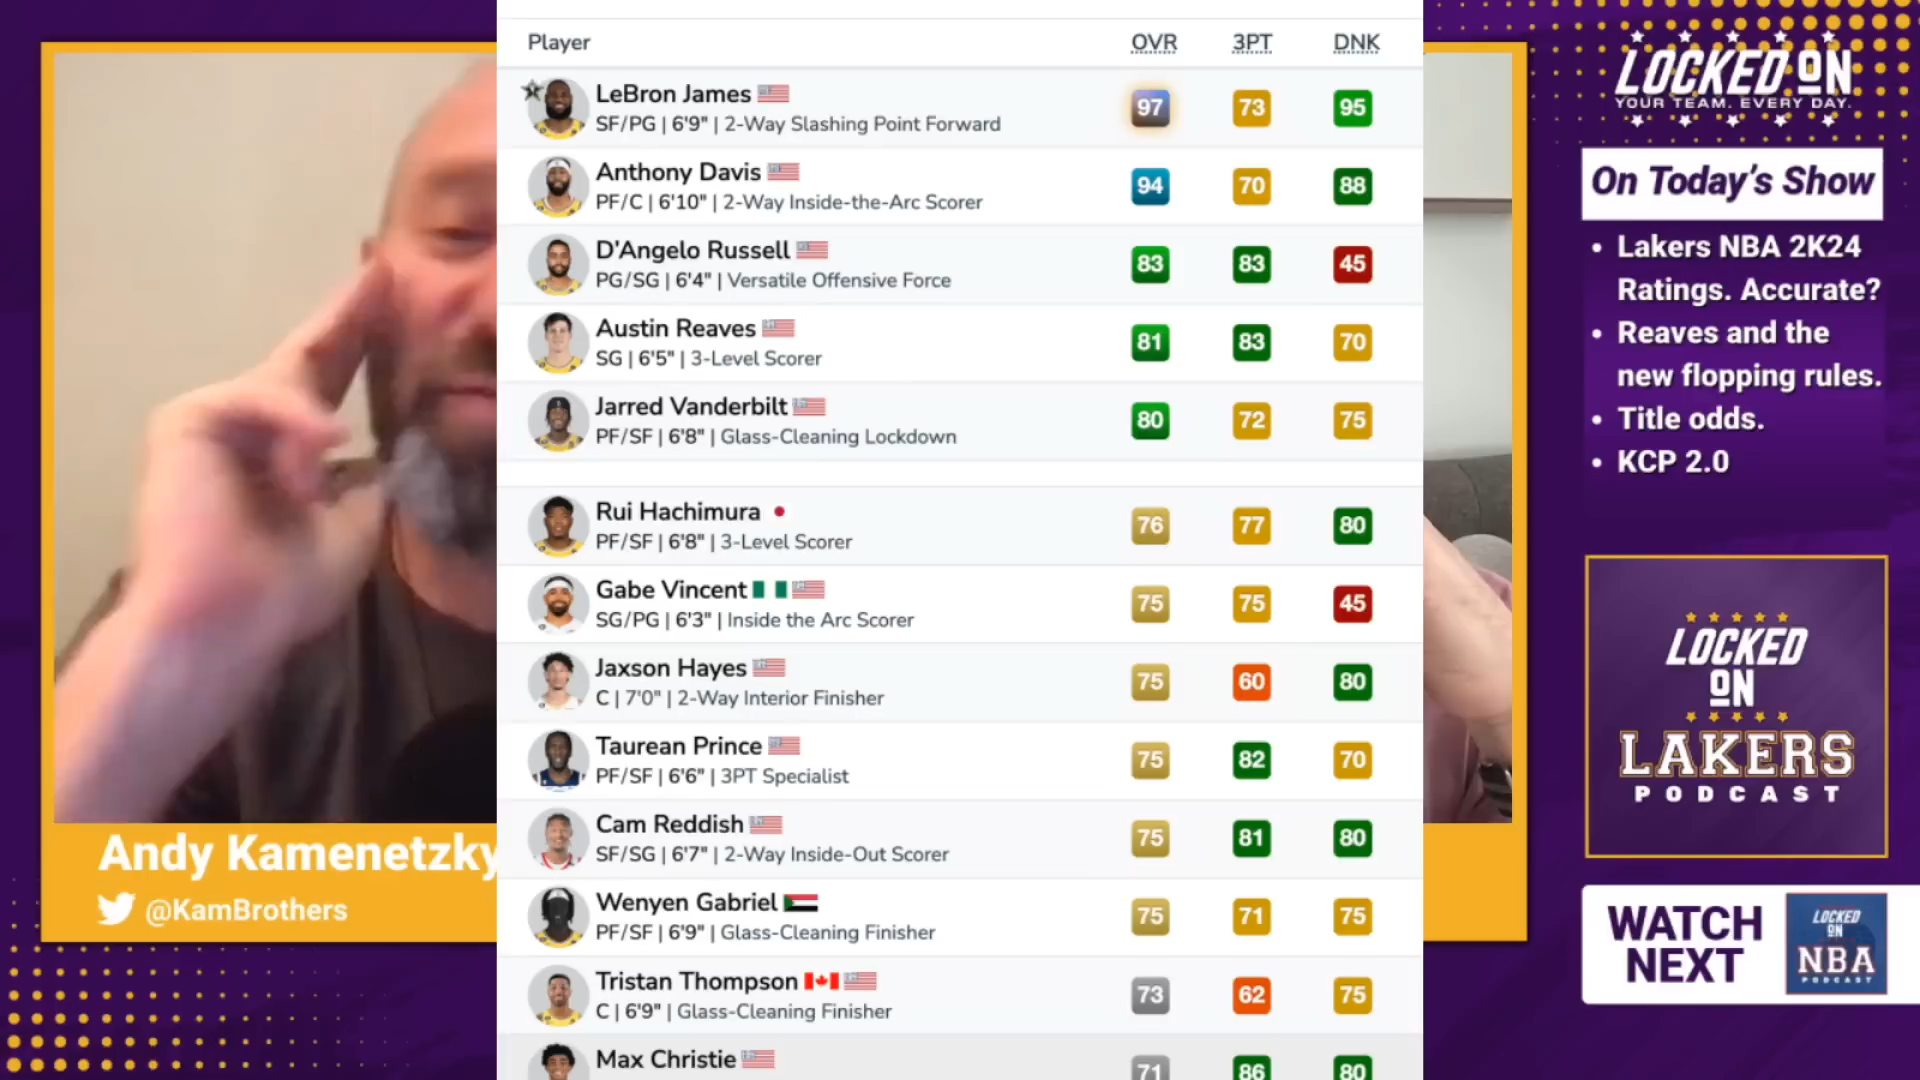 Player OVR 3PT DNK
LeBron James 97 73 95
SF/PG | 6'9" | 2-Way Slashing Point Forward
Anthony Davis 94 70 88
PF/C | 6'10" | 2-Way Inside-the-Arc Scorer
D'Angelo Russell 83 83 45
PG/SG | 6'4" | Versatile Offensive Force
Austin Reaves 81 83 70
SG | 6'5" | 3-Level Scorer
Jarred Vanderbilt 80 72 75
PF/SF | 6'8" | Glass-Cleaning Lockdown
Rui Hachimura 76 77 80
PF/SF | 6'8" | 3-Level Scorer
Gabe Vincent 75 75 45
SG/PG | 6'3" | Inside the Arc Scorer
Jaxson Hayes 75 60 80
C | 7'0" | 2-Way Interior Finisher
Taurean Prince 75 82 70
PF/SF | 6'6" | 3PT Specialist
Cam Reddish 75 81 80
SF/SG | 6'7" | 2-Way Inside-Out Scorer
Wenyen Gabriel 75 71 75
PF/SF | 6'9" | Glass-Cleaning Finisher
Tristan Thompson 73 62 75
C | 6'9" | Glass-Cleaning Finisher
Max Christie 71 86 80
Andy Kamenetzky
@KamBrothers
LOCKED ON
YOUR TEAM. EVERY DAY.
On Today's Show
• Lakers NBA 2K24
Ratings. Accurate?
• Reaves and the
new flopping rules.
• Title odds.
• KCP 2.0
LOCKED
ON
LAKERS
PODCAST
WATCH
NEXT
LOCKED
ON
NBA
PODCAST